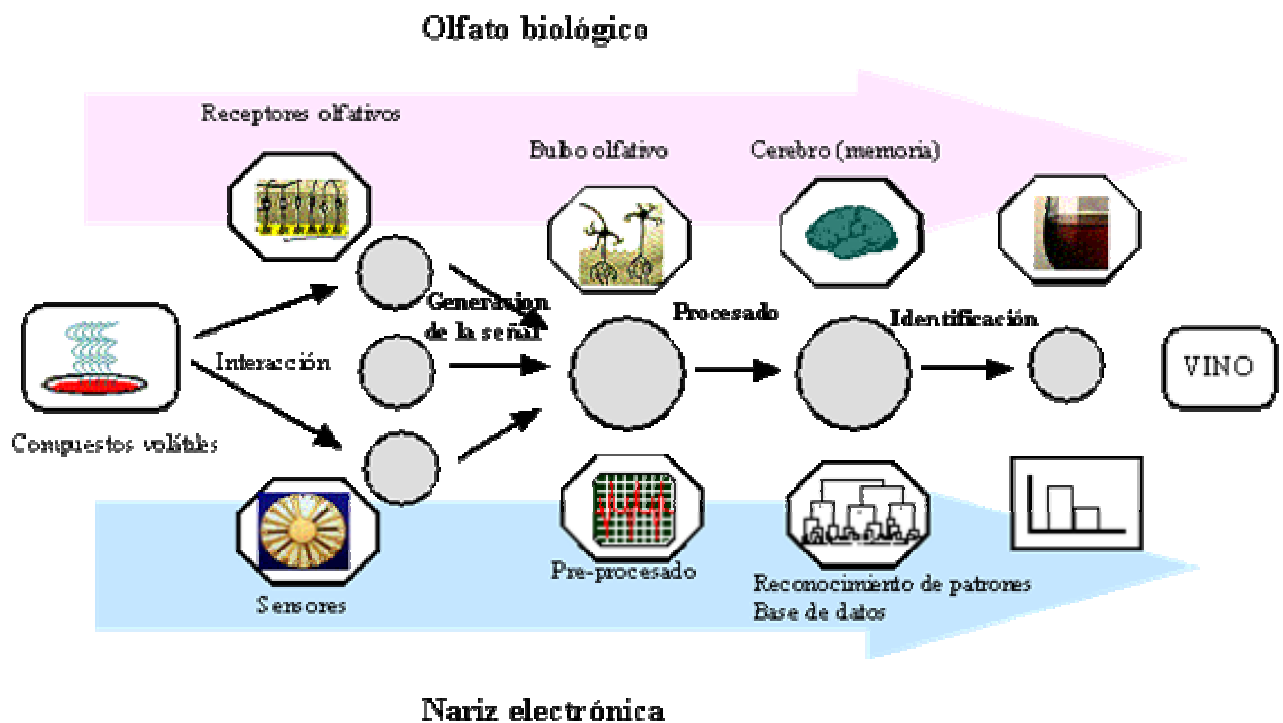 Olfato biológico
Receptores olfativos
Bulbo olfativo
Cerebro (memoria)
Generacion
de la señal
Procesado
Identificación
Interacción
VINO
Compuestos volátiles
Sensores
Pre-procesado
Reconocimiento de patrones
Base de datos
Nariz electrónica